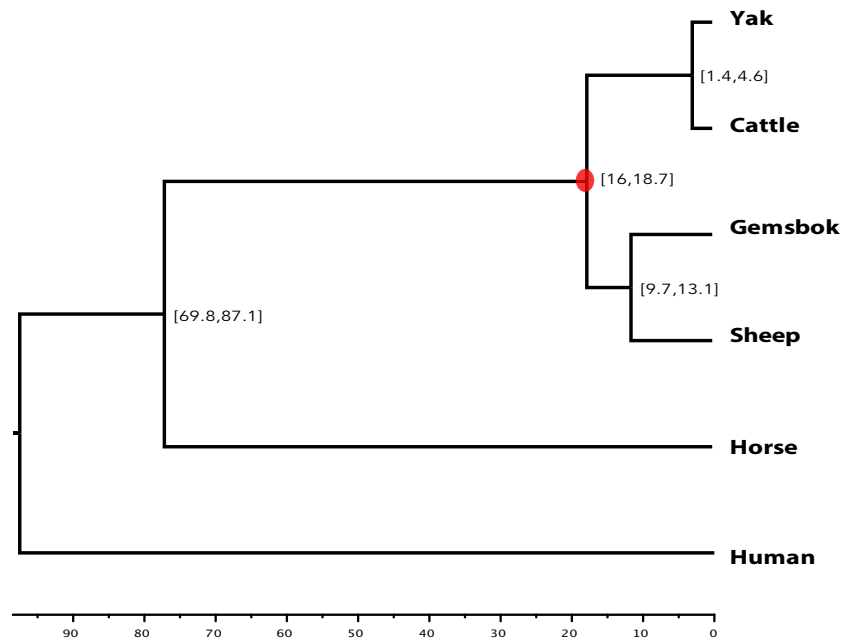 Yak
[1.4,4.6]
Cattle
[16,18.7]
Gemsbok
[9.7,13.1]
[69.8,87.1]
Sheep
Horse
Human
90 80 70 60 50 40 30 20 10 0